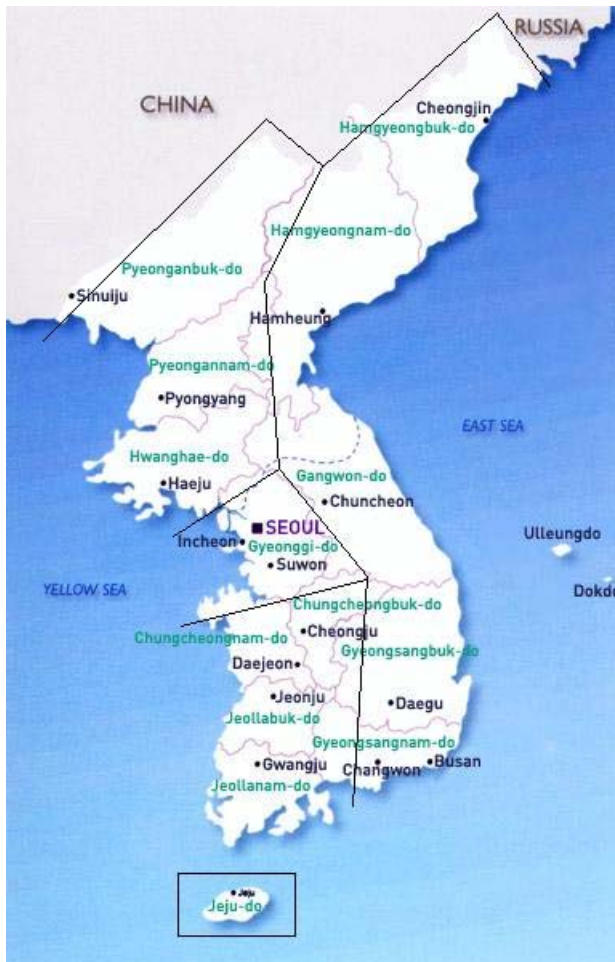 RUSSIA
CHINA
Cheongjin
Hamgyeongbuk-do
Hamgyeongnam-do
Pyeonganbuk-do
Sinuiju
Hamheung
Pyeongannam-do
Pyongyang
EAST SEA
Hwanghae-do
Gangwon-do
Haeju
Chuncheon
SEOUL
Ulleungdo
Incheon
Gyeonggi-do
Suwon
YELLOW SEA
Dokdo
Chungcheongbuk-do
Cheongju
Chungcheongnam-do
Gyeongsangbuk-do
Daejeon
Jeonju
Daegu
Jeollabuk-do
Gyeongsangnam-do
Gwangju
Changwon
Busan
Jeollanam-do
Jeju
Jeju-do